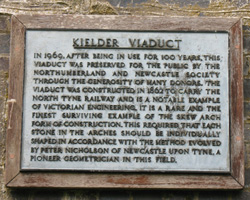 KIELDER VIADUCT
IN 1969, AFTER BEING IN USE FOR 100 YEARS, THIS
VIADUCT WAS PRESERVED FOR THE PUBLIC BY THE
NORTHUMBERLAND AND NEWCASTLE SOCIETY
THROUGH THE GENEROSITY OF MANY DONORS. THE
VIADUCT WAS CONSTRUCTED IN 1862 TO CARRY THE
NORTH TYNE RAILWAY AND IS A NOTABLE EXAMPLE
OF VICTORIAN ENGINEERING. IT IS A RARE AND THE
FINEST SURVIVING EXAMPLE OF THE SKEW ARCH
FORM OF CONSTRUCTION. THIS REQUIRED THAT EACH
STONE IN THE ARCHES SHOULD BE INDIVIDUALLY
SHAPED IN ACCORDANCE WITH THE METHOD EVOLVED
BY PETER NICHOLSON OF NEWCASTLE UPON TYNE, A
PIONEER GEOMETRICIAN IN THIS FIELD.